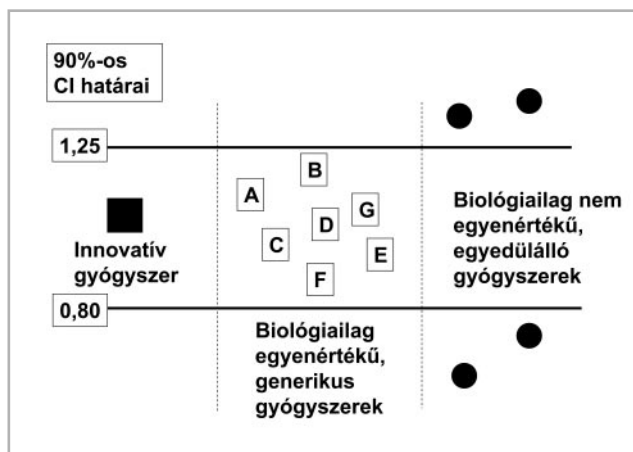 90%-os
CI határai
1,25
B
A
G
D
C
E
F
Innovatív
gyógyszer
Biológiailag nem
egyenértékű,
egyedülálló
gyógyszerek
0,80
Biológiailag
egyenértékű,
generikus
gyógyszerek